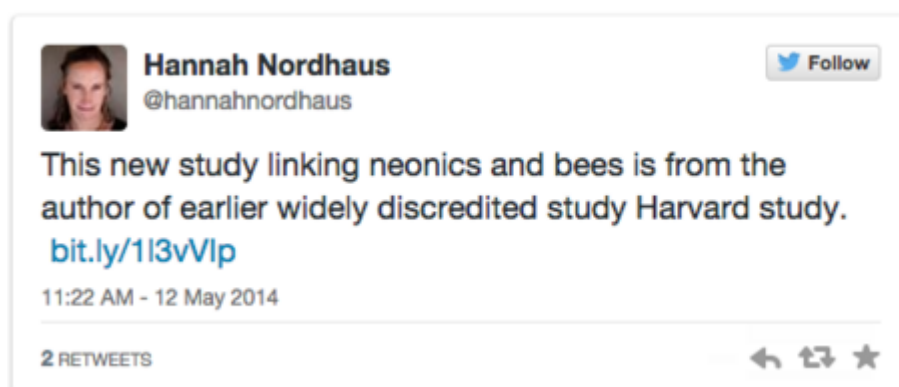 Hannah Nordhaus
Follow
@hannahnordhaus
This new study linking neonics and bees is from the
author of earlier widely discredited study Harvard study.
bit.ly/1l3vVlp
11:22 AM - 12 May 2014
2 RETWEETS